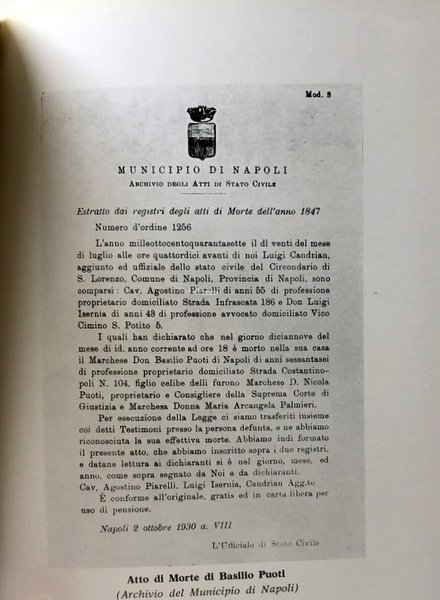 Mod. 8
MUNICIPIO DI NAPOLI
ARCHIVIO DEGLI ATTI DI STATO CIVILE
Estratto dai registri degli atti di Morte dell'anno 1847
Numero d'ordine 1256
L'anno milleottocentoquarantasette il dì venti del mese
di luglio alle ore quattordici avanti di noi Luigi Candrian,
aggiunto ed uffiziale dello stato civile del Circondario di
S. Lorenzo, Comune di Napoli, Provincia di Napoli, sono
comparsi: Cav. Agostino Piarelli di anni 55 di professione
proprietario domiciliato Strada Infrascata 186 e Don Luigi
Isernia di anni 43 di professione avvocato domiciliato Vico
Cimino S. Potito 5.
I quali han dichiarato che nel giorno diciannove del
mese di id. anno corrente ad ore 18 è morto nella sua casa
il Marchese Don Basilio Puoti di Napoli di anni sessantasei
di professione proprietario domiciliato Strada Costantino-
poli N. 104, figlio celibe delli furono Marchese D. Nicola
Puoti, proprietario e Consigliere della Suprema Corte di
Giustizia e Marchesa Donna Maria Arcangela Palmieri.
Per esecuzione della Legge ci siamo trasferiti insieme
coi detti Testimoni presso la persona defunta, e ne abbiamo
riconosciuta la sua effettiva morte. Abbiamo indi formato
il presente atto, che abbiamo inscritto sopra i due registri,
e datane lettura ai dichiaranti si è nel giorno, mese, ed
anno, come sopra segnato da Noi e da dichiaranti.
Cav. Agostino Piarelli, Luigi Isernia, Candrian Agg.to
È conforme all'originale, gratis ed in carta libera per
uso di pensione.
Napoli 2 ottobre 1930 a. VIII
L'Ufficiale di Stato Civile
Atto di Morte di Basilio Puoti
(Archivio del Municipio di Napoli)